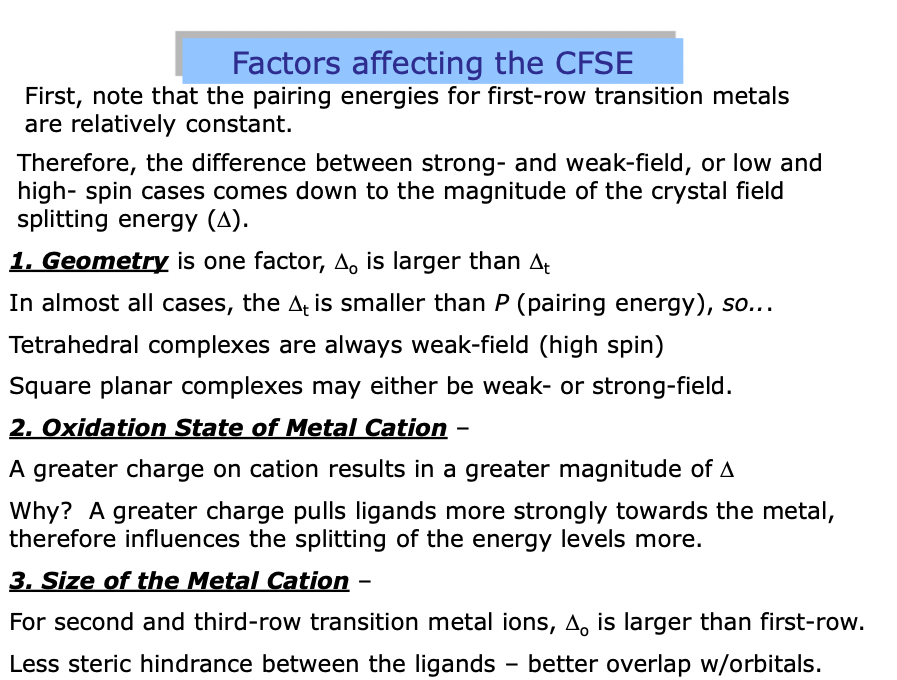 Factors affecting the CFSE
First, note that the pairing energies for first-row transition metals
are relatively constant.
Therefore, the difference between strong- and weak-field, or low and
high- spin cases comes down to the magnitude of the crystal field
splitting energy (Δ).
1. Geometry is one factor, Δo is larger than Δt
In almost all cases, the Δt is smaller than P (pairing energy), so...
Tetrahedral complexes are always weak-field (high spin)
Square planar complexes may either be weak- or strong-field.
2. Oxidation State of Metal Cation –
A greater charge on cation results in a greater magnitude of Δ
Why? A greater charge pulls ligands more strongly towards the metal,
therefore influences the splitting of the energy levels more.
3. Size of the Metal Cation –
For second and third-row transition metal ions, Δo is larger than first-row.
Less steric hindrance between the ligands – better overlap w/orbitals.